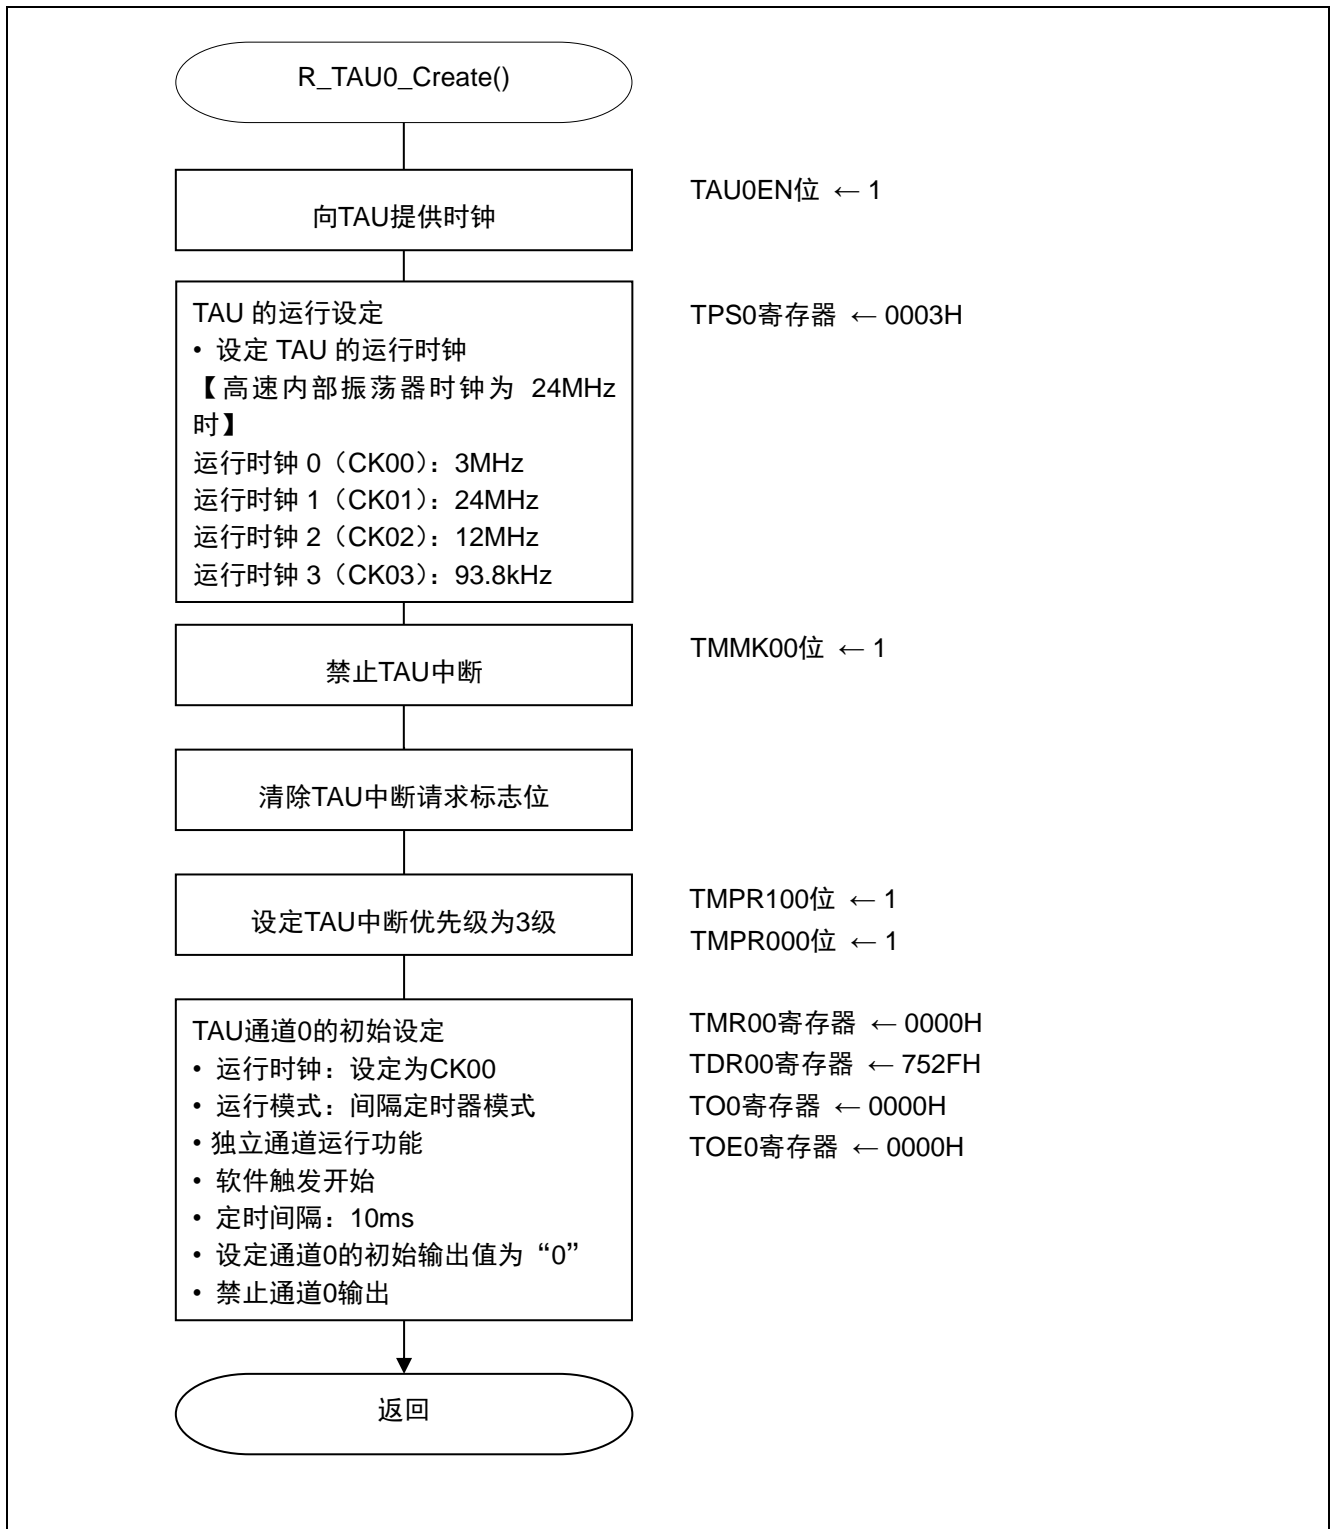 R_TAU0_Create()
向TAU提供时钟
TAU0EN位 ← 1
TAU 的运行设定
• 设定 TAU 的运行时钟
【高速内部振荡器时钟为 24MHz
时】
运行时钟 0（CK00）：3MHz
运行时钟 1（CK01）：24MHz
运行时钟 2（CK02）：12MHz
运行时钟 3（CK03）：93.8kHz
TPS0寄存器 ← 0003H
禁止TAU中断
TMMK00位 ← 1
清除TAU中断请求标志位
设定TAU中断优先级为3级
TMPR100位 ← 1
TMPR000位 ← 1
TAU通道0的初始设定
• 运行时钟：设定为CK00
• 运行模式：间隔定时器模式
• 独立通道运行功能
• 软件触发开始
• 定时间隔：10ms
• 设定通道0的初始输出值为“0”
• 禁止通道0输出
TMR00寄存器 ← 0000H
TDR00寄存器 ← 752FH
TO0寄存器 ← 0000H
TOE0寄存器 ← 0000H
返回